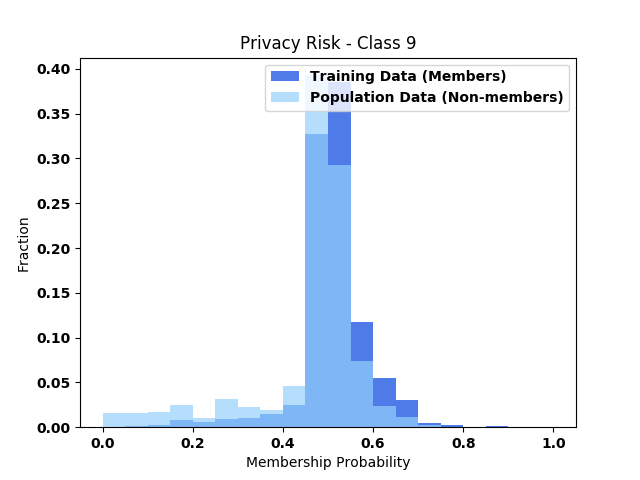 Privacy Risk - Class 9
Training Data (Members)
Population Data (Non-members)
Fraction
0.40
0.35
0.30
0.25
0.20
0.15
0.10
0.05
0.00
0.0 0.2 0.4 0.6 0.8 1.0
Membership Probability